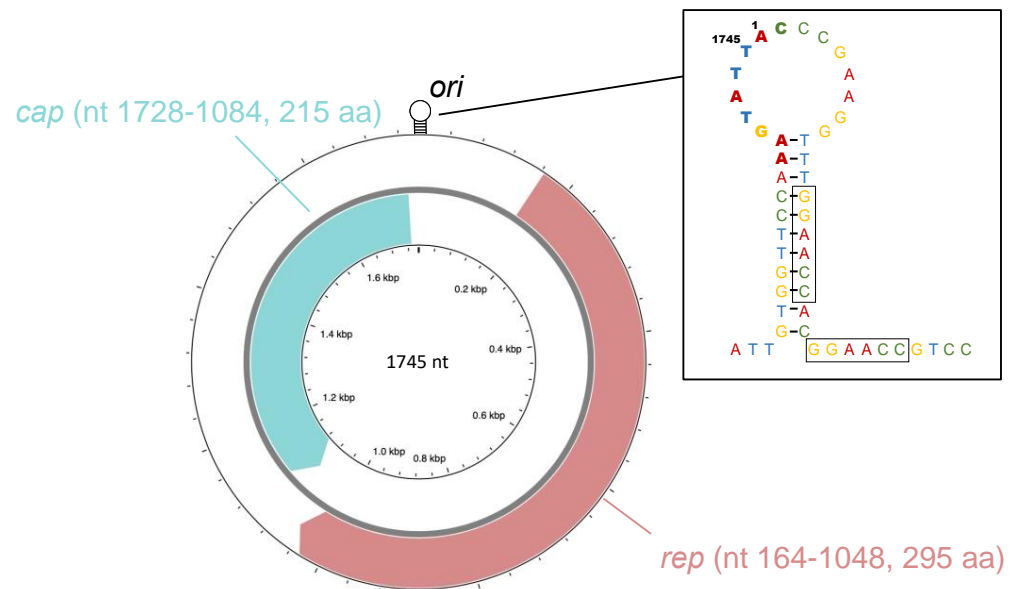 ori
cap (nt 1728-1084, 215 aa)
1.6 kbp
0.2 kbp
1.4 kbp
0.4 kbp
1745 nt
1.2 kbp
0.6 kbp
1.0 kbp
0.8 kbp
rep (nt 164-1048, 295 aa)
1
1745
A C C C
T G
T A
A A
T G
G G
A-T
A-T
A-T
C-G
C-G
T-A
T-A
G-C
G-C
T-A
G-C
A T T G G A A C C G T C C